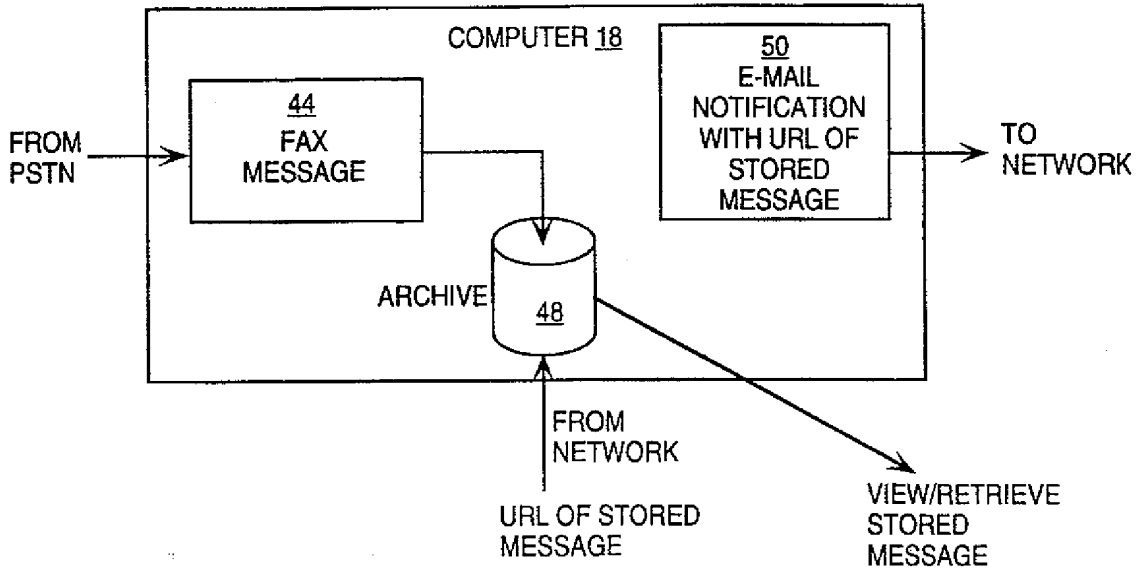 COMPUTER 18
44
FAX
MESSAGE
50
E-MAIL
NOTIFICATION
WITH URL OF
STORED
MESSAGE
FROM
PSTN
TO
NETWORK
ARCHIVE
48
FROM
NETWORK
URL OF STORED
MESSAGE
VIEW/RETRIEVE
STORED
MESSAGE